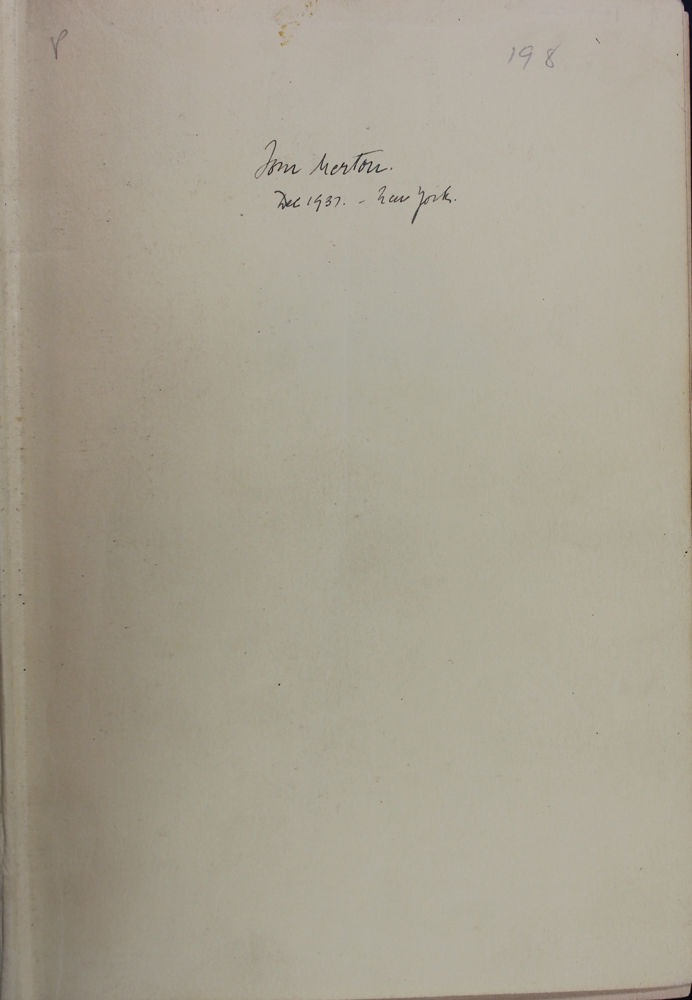 198
Tom Merton.
Dec 1937. - New York.